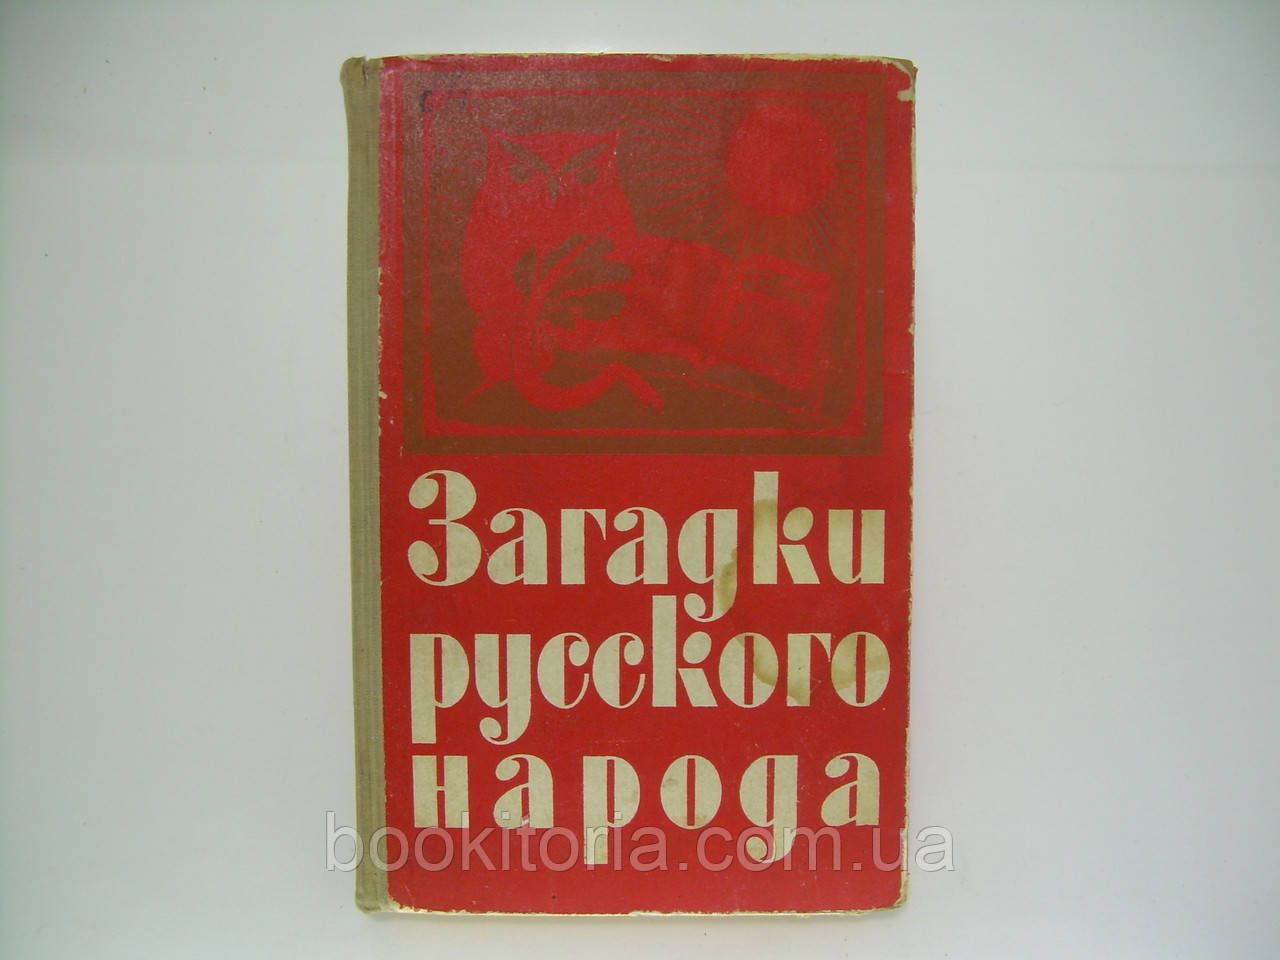 Загадки
русского
народа
bookitoria.com.ua